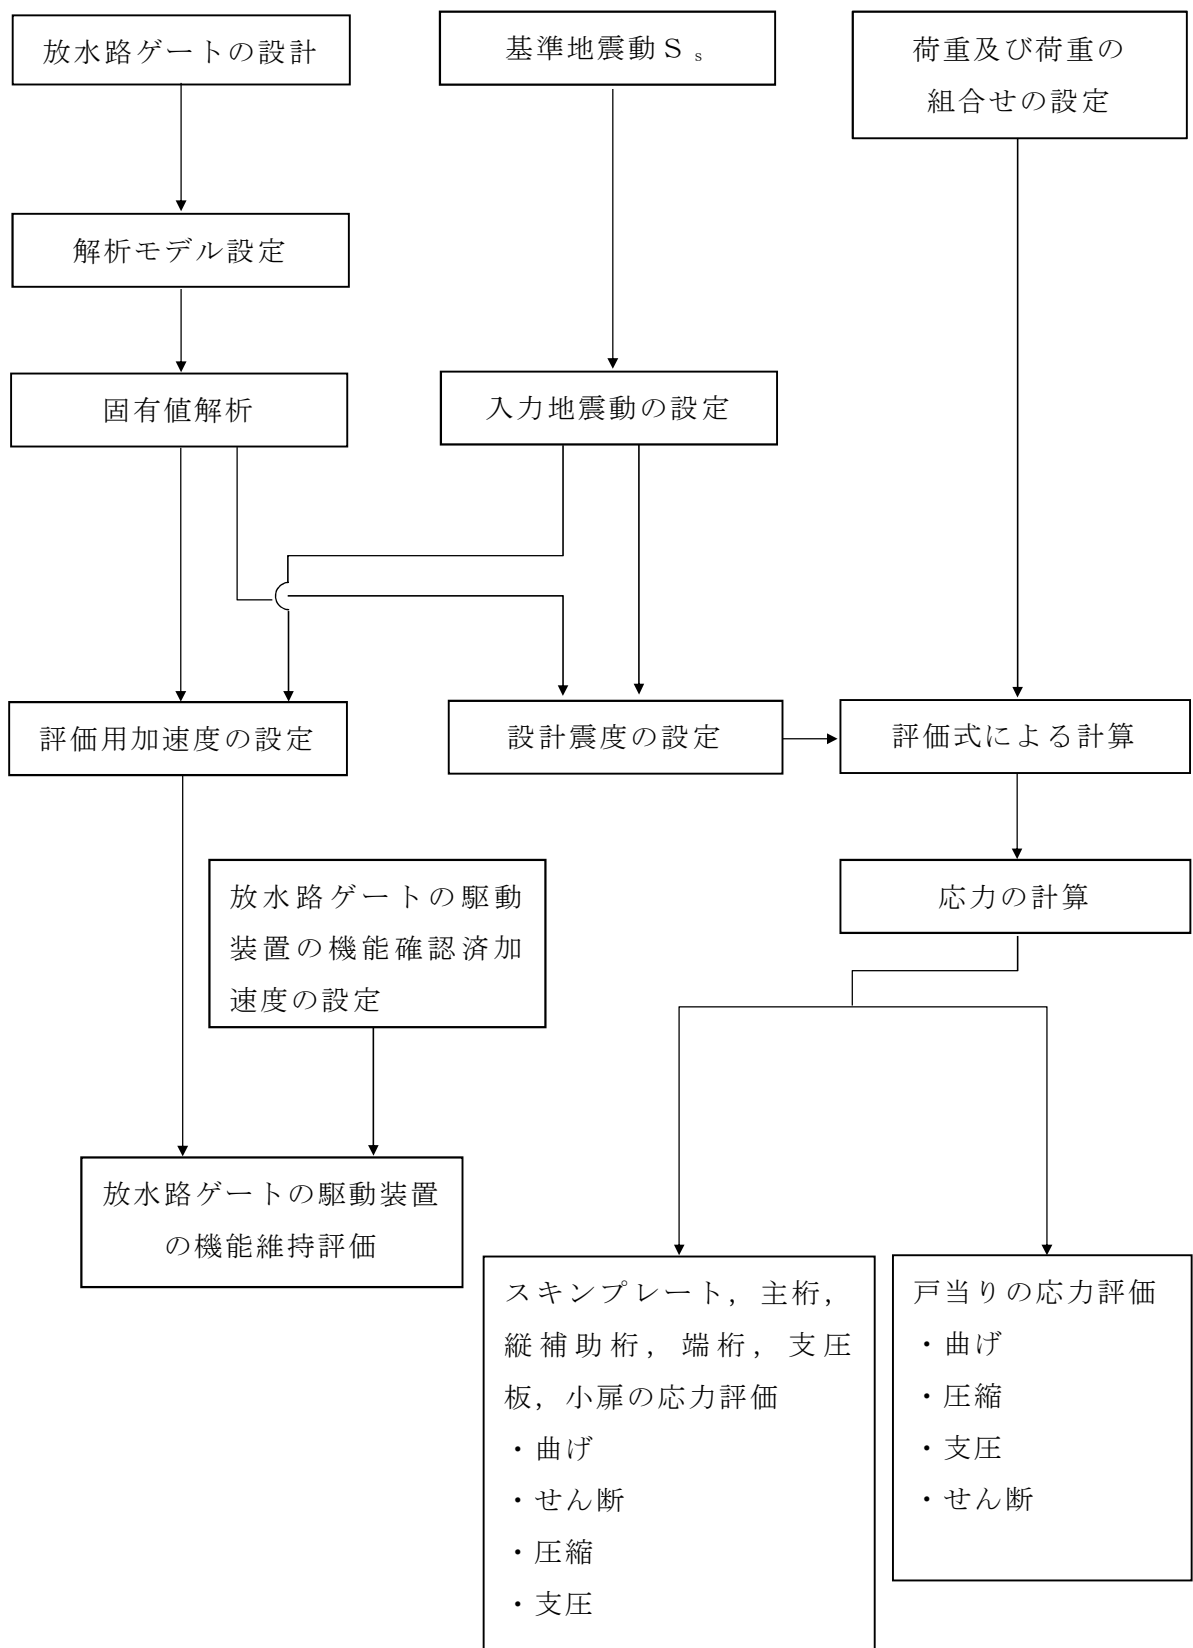 放水路ゲートの設計
基準地震動Ss
荷重及び荷重の
組合せの設定
解析モデル設定
固有値解析
入力地震動の設定
評価用加速度の設定
設計震度の設定
評価式による計算
放水路ゲートの駆動
装置の機能確認済加
速度の設定
応力の計算
放水路ゲートの駆動装置
の機能維持評価
スキンプレート，主桁，
縦補助桁，端桁，支圧
板，小扉の応力評価
・曲げ
・せん断
・圧縮
・支圧
戸当りの応力評価
・曲げ
・圧縮
・支圧
・せん断